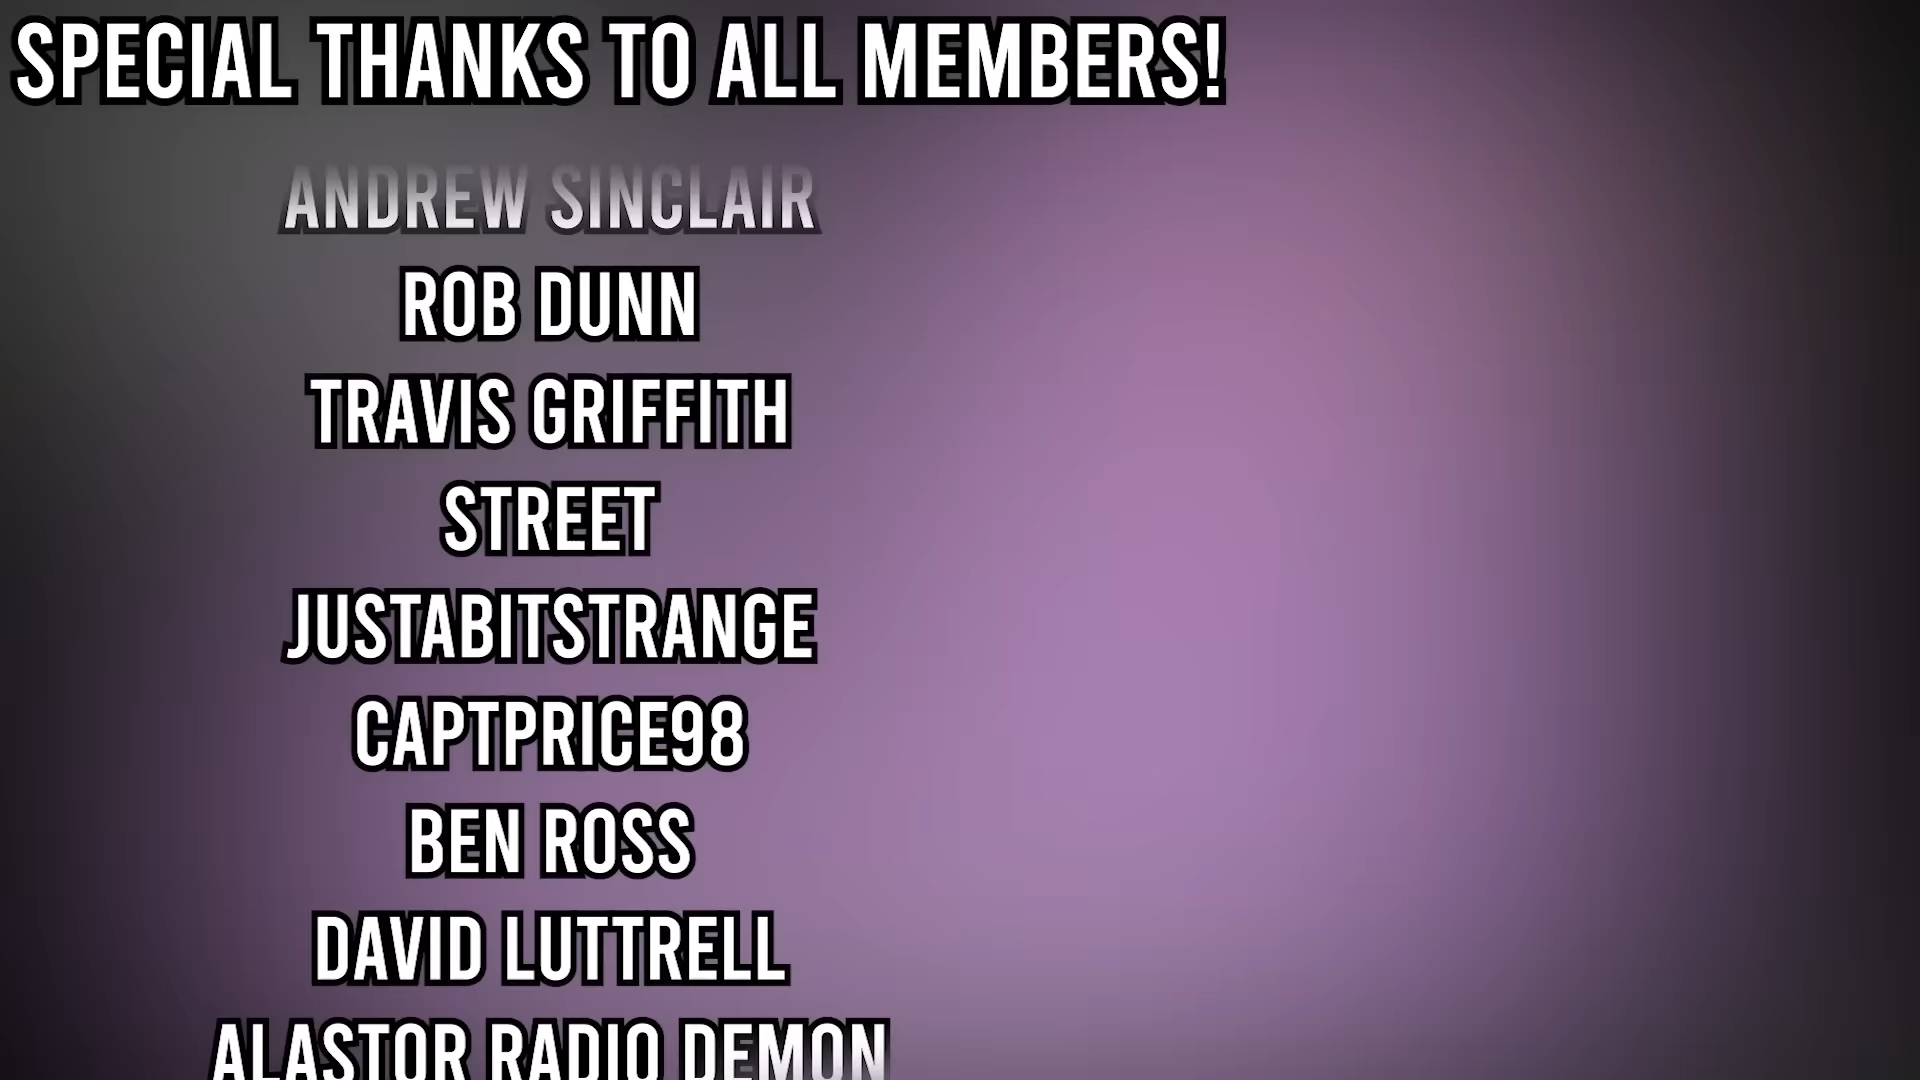 SPECIAL THANKS TO ALL MEMBERS!
ANDREW SINCLAIR
ROB DUNN
TRAVIS GRIFFITH
STREET
JUSTABITSTRANGE
CAPTPRICE98
BEN ROSS
DAVID LUTTRELL
ALASTOR RADIO DEMON